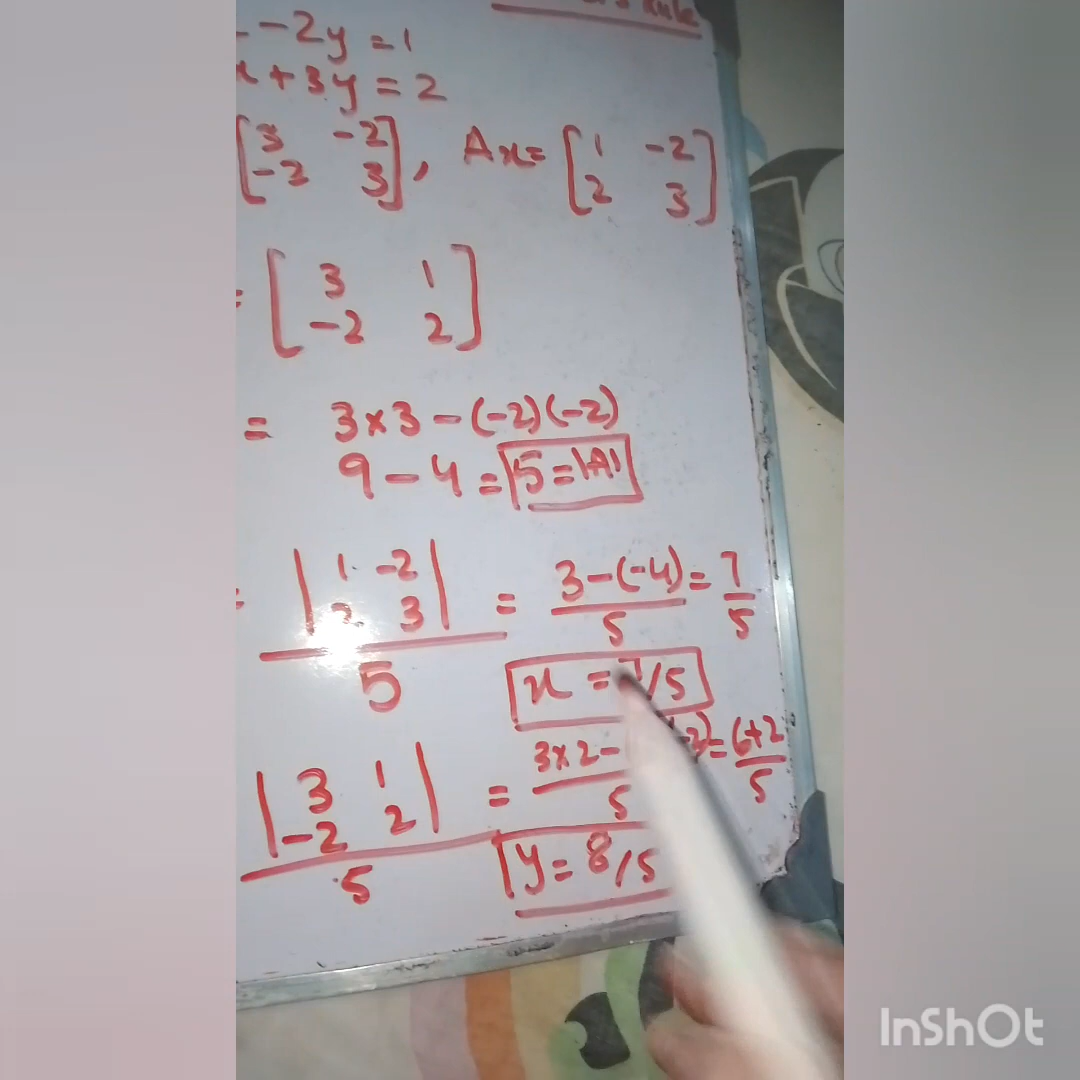 Rule
-2y = 1
x + 3y = 2
[3 -2
-2 3], Ax = [1 -2
2 3]
= [3 1
-2 2]
= 3×3-(-2)(-2)
9-4 = 5 = |A|
= |1 -2
3| / 5 = 3-(-4) / 5 = 7/5
x = 7/5
|3 1
-2 2| / 5 = 3×2- -2) / 5 = 6+2 / 5
y = 8/5
InShOt